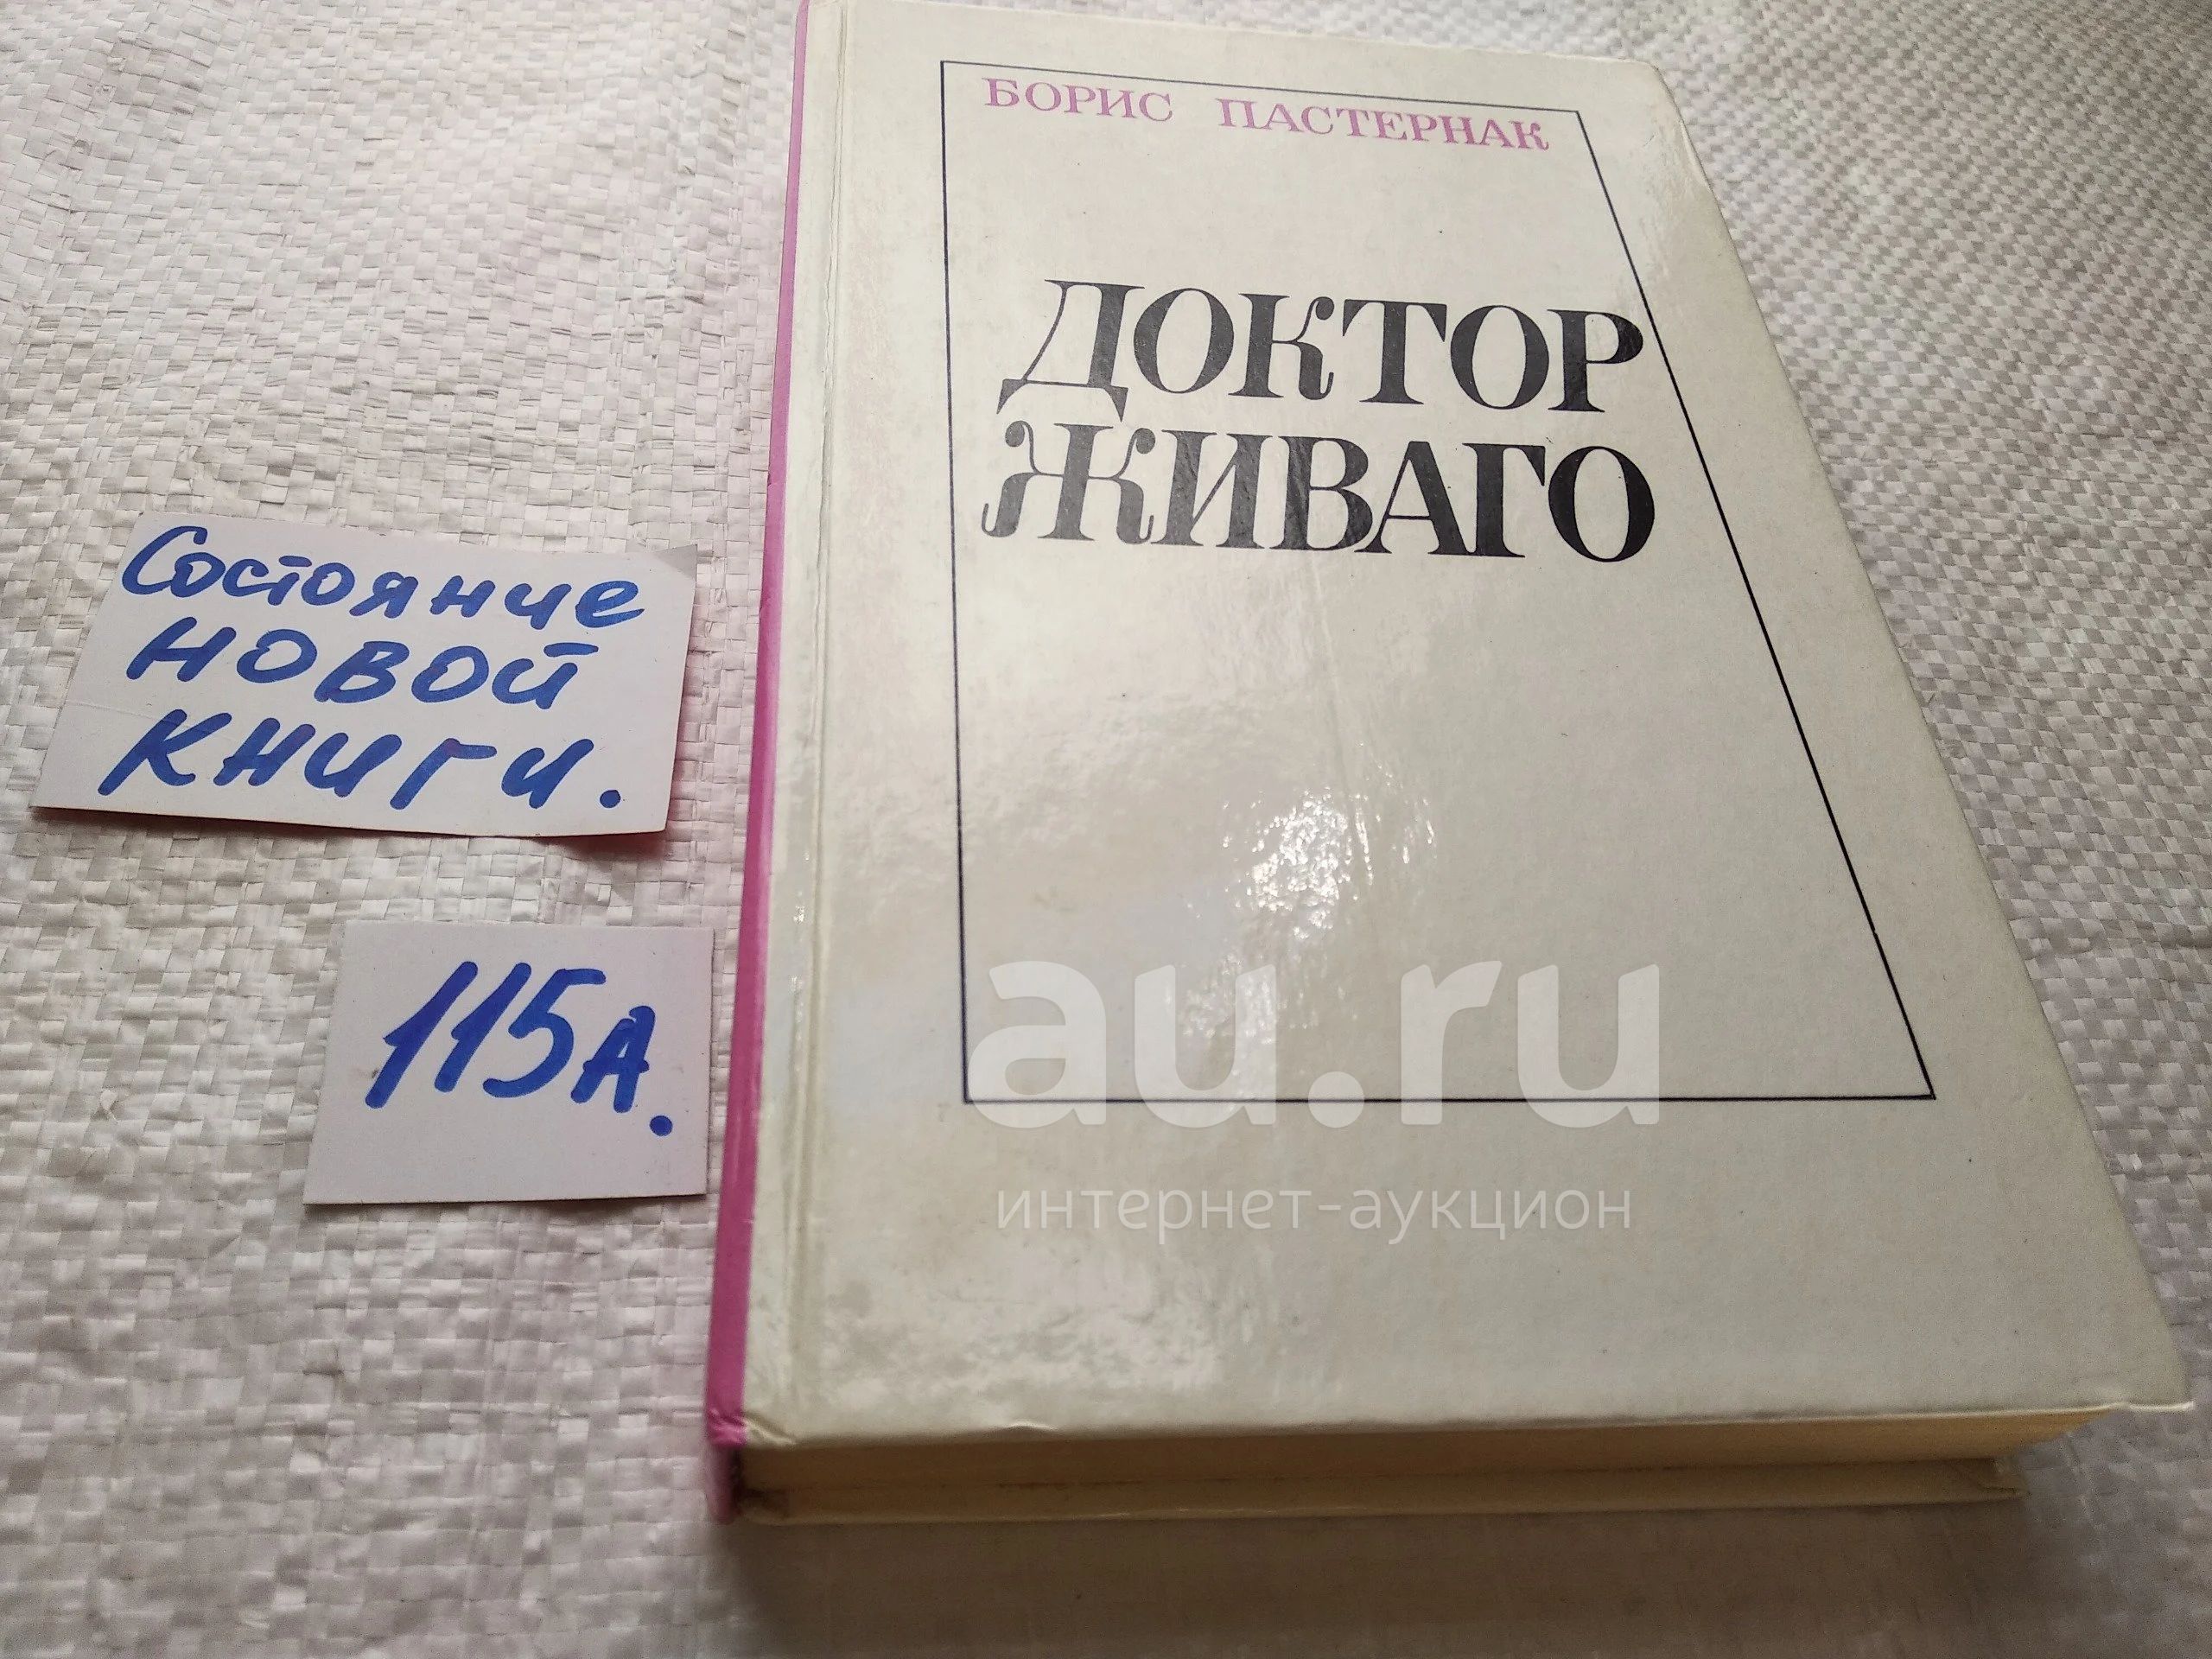 БОРИС ПАСТЕРНАК
ДОКТОР
ЖИВАГО
Состояние
новой
книги.
115А.
au.ru
интернет-аукцион